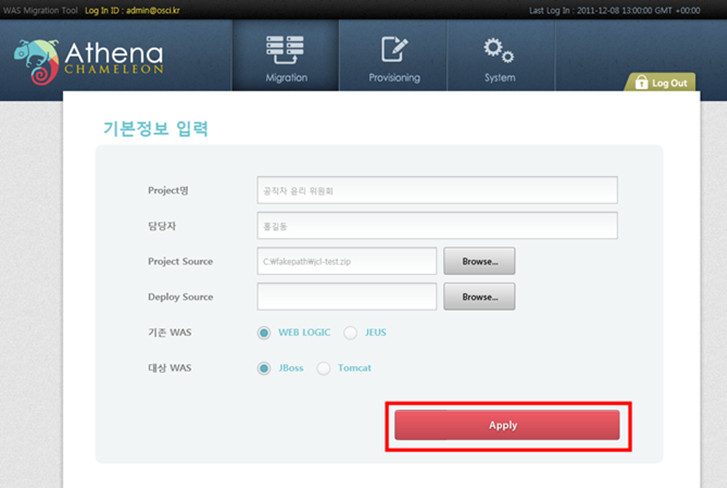 WAS Migration Tool Log In ID : admin@osci.kr Last Log In : 2011-12-08 13:00:00 GMT +00:00
Athena
CHAMELEON
Migration Provisioning System
Log Out
기본정보 입력
Project명 공직자 윤리 위원회
담당자 홍길동
Project Source C:₩fakepath₩jcl-test.zip Browse...
Deploy Source Browse...
기존 WAS WEB LOGIC JEUS
대상 WAS JBoss Tomcat
Apply